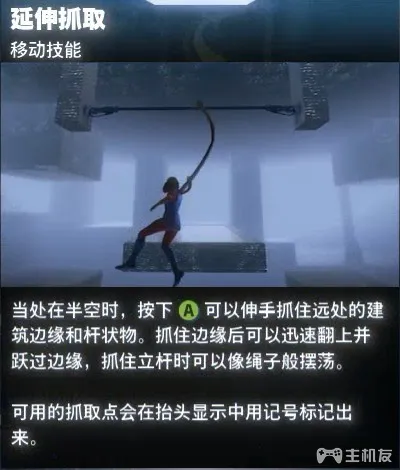 延伸抓取
移动技能
当处在半空时，按下 A 可以伸手抓住远处的建
筑边缘和杆状物。抓住边缘后可以迅速翻上并
跃过边缘，抓住立杆时可以像绳子般摆荡。
可用的抓取点会在抬头显示中用记号标记出
来。
主机友